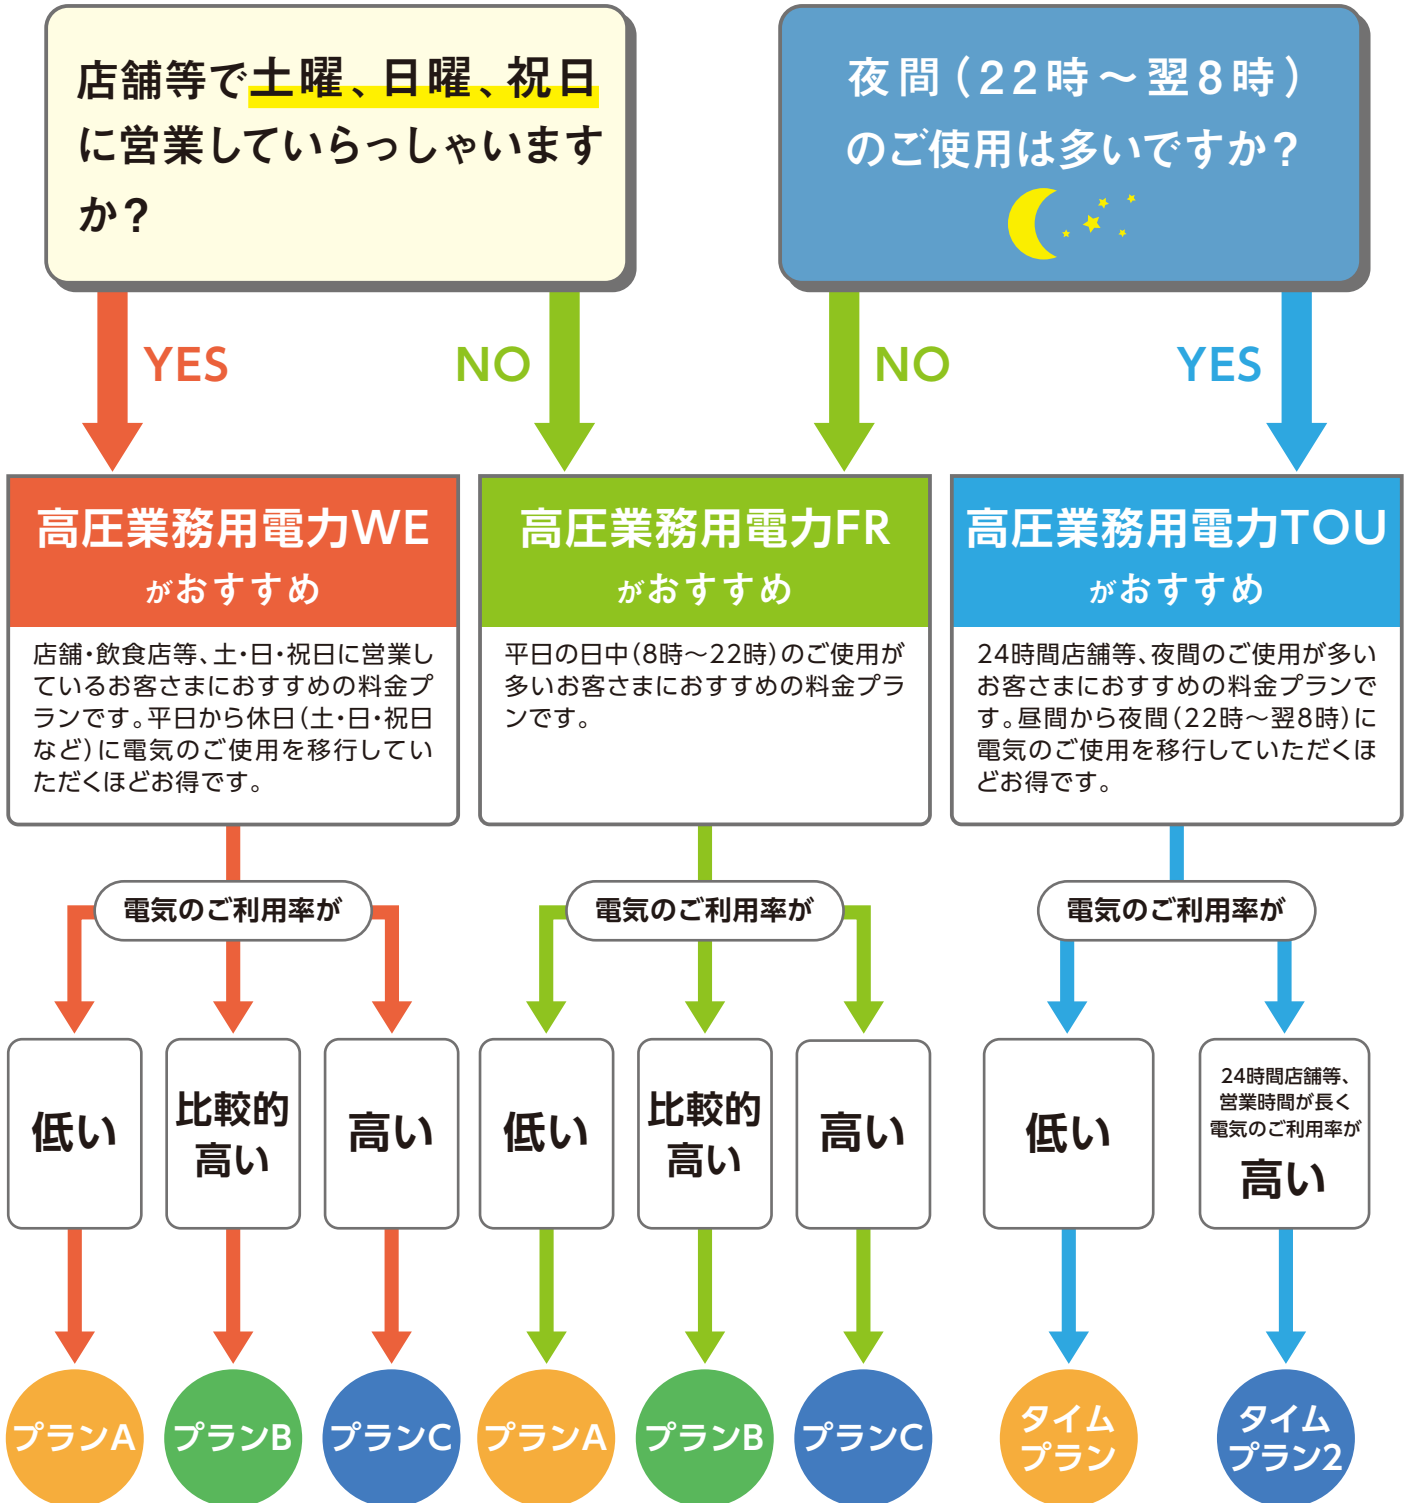 店舗等で土曜、日曜、祝日
に営業していらっしゃいます
か?
夜間(22時～翌8時)
のご使用は多いですか?
YES
NO
NO
YES
高圧業務用電力WE
がおすすめ
店舗・飲食店等、土・日・祝日に営業し
ているお客さまにおすすめの料金プ
ランです。平日から休日(土・日・祝日
など)に電気のご使用を移行してい
ただくほどお得です。
高圧業務用電力FR
がおすすめ
平日の日中(8時～22時)のご使用が
多いお客さまにおすすめの料金プラ
ンです。
高圧業務用電力TOU
がおすすめ
24時間店舗等、夜間のご使用が多い
お客さまにおすすめの料金プランで
す。昼間から夜間(22時～翌8時)に
電気のご使用を移行していただくほ
どお得です。
電気のご利用率が
電気のご利用率が
電気のご利用率が
低い
比較的
高い
高い
低い
比較的
高い
高い
低い
24時間店舗等、
営業時間が長く
電気のご利用率が
高い
プランA
プランB
プランC
プランA
プランB
プランC
タイム
プラン
タイム
プラン2